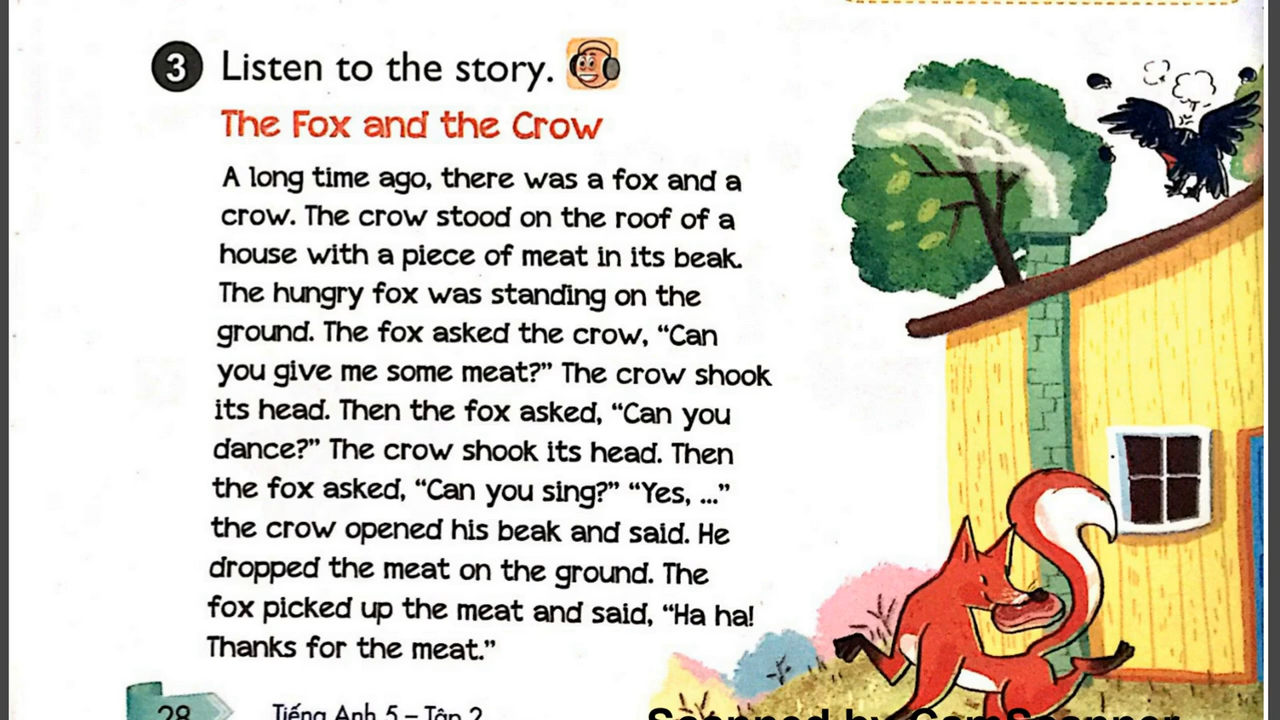 3 Listen to the story.
The Fox and the Crow
A long time ago, there was a fox and a
crow. The crow stood on the roof of a
house with a piece of meat in its beak.
The hungry fox was standing on the
ground. The fox asked the crow, “Can
you give me some meat?” The crow shook
its head. Then the fox asked, “Can you
dance?” The crow shook its head. Then
the fox asked, “Can you sing?” “Yes, ...”
the crow opened his beak and said. He
dropped the meat on the ground. The
fox picked up the meat and said, “Ha ha!
Thanks for the meat.”
28 Tiếng Anh 5 – Tập 2
Scanned by CamScanner